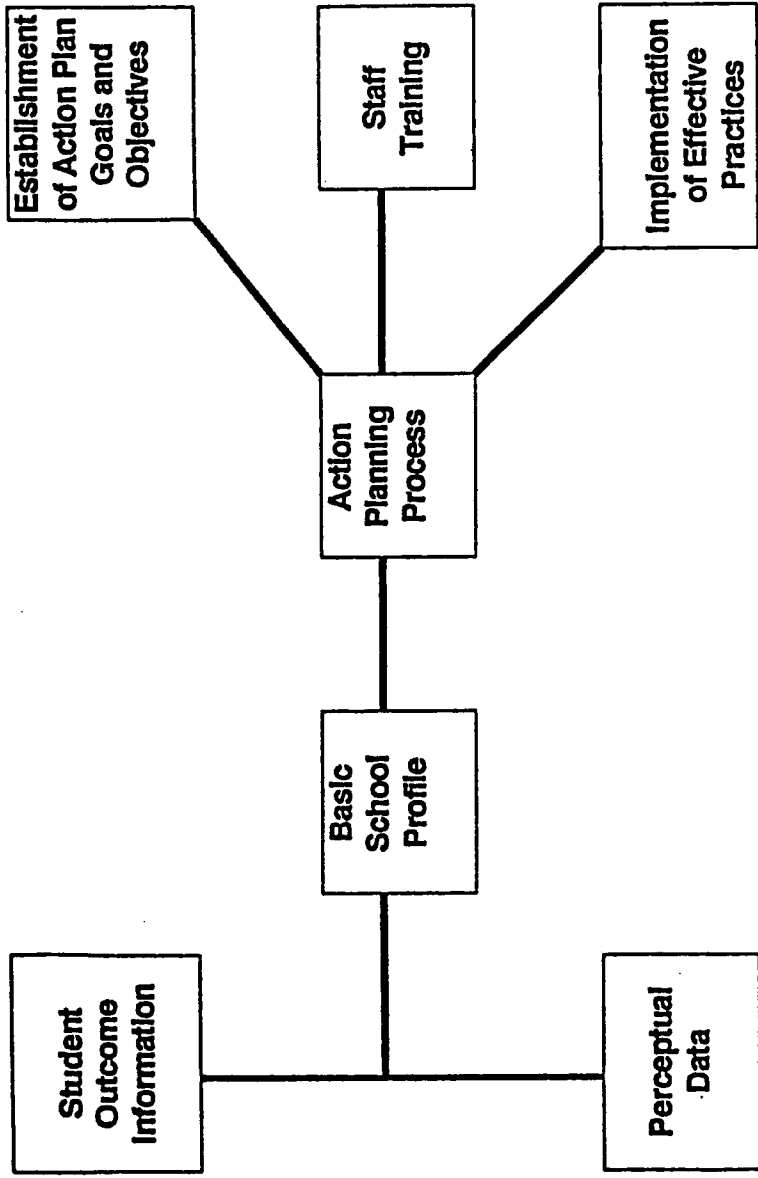 Student
Outcome
Information
Perceptual
Data
Basic
School
Profile
Action
Planning
Process
Establishment
of Action Plan
Goals and
Objectives
Staff
Training
Implementation
of Effective
Practices